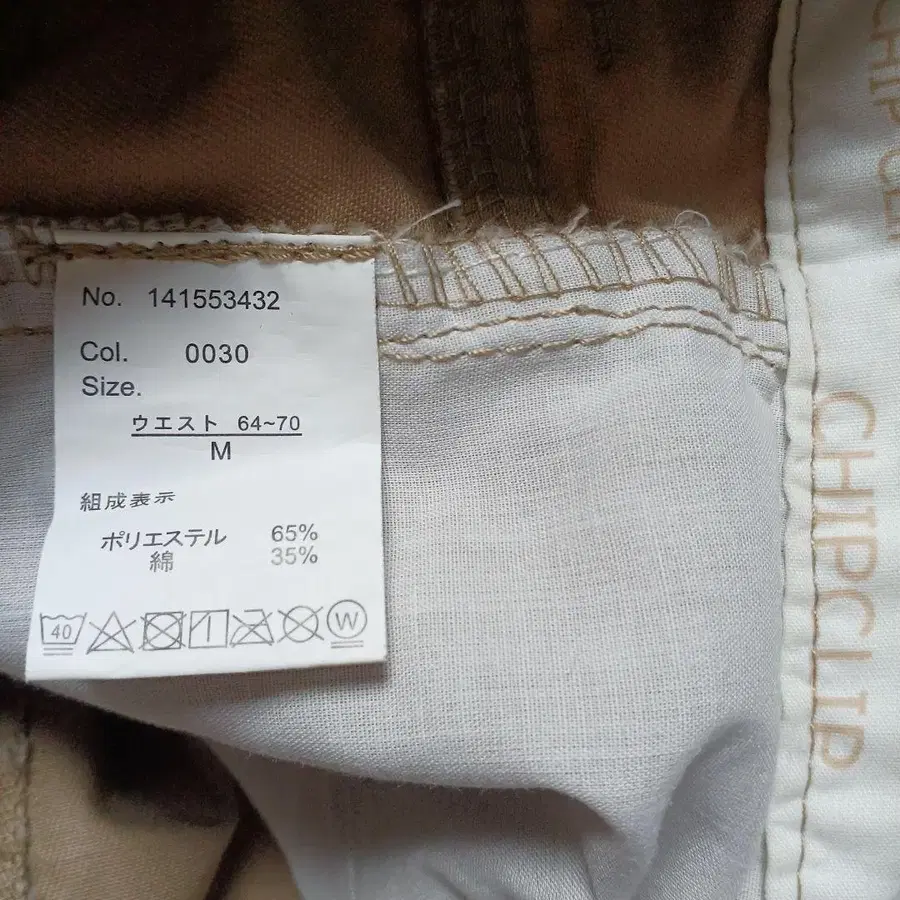 No. 141553432
Col. 0030
Size.
ウエスト 64~70
M
組成表示
ポリエステル 65%
綿 35%
40
W
CHIPCLIP